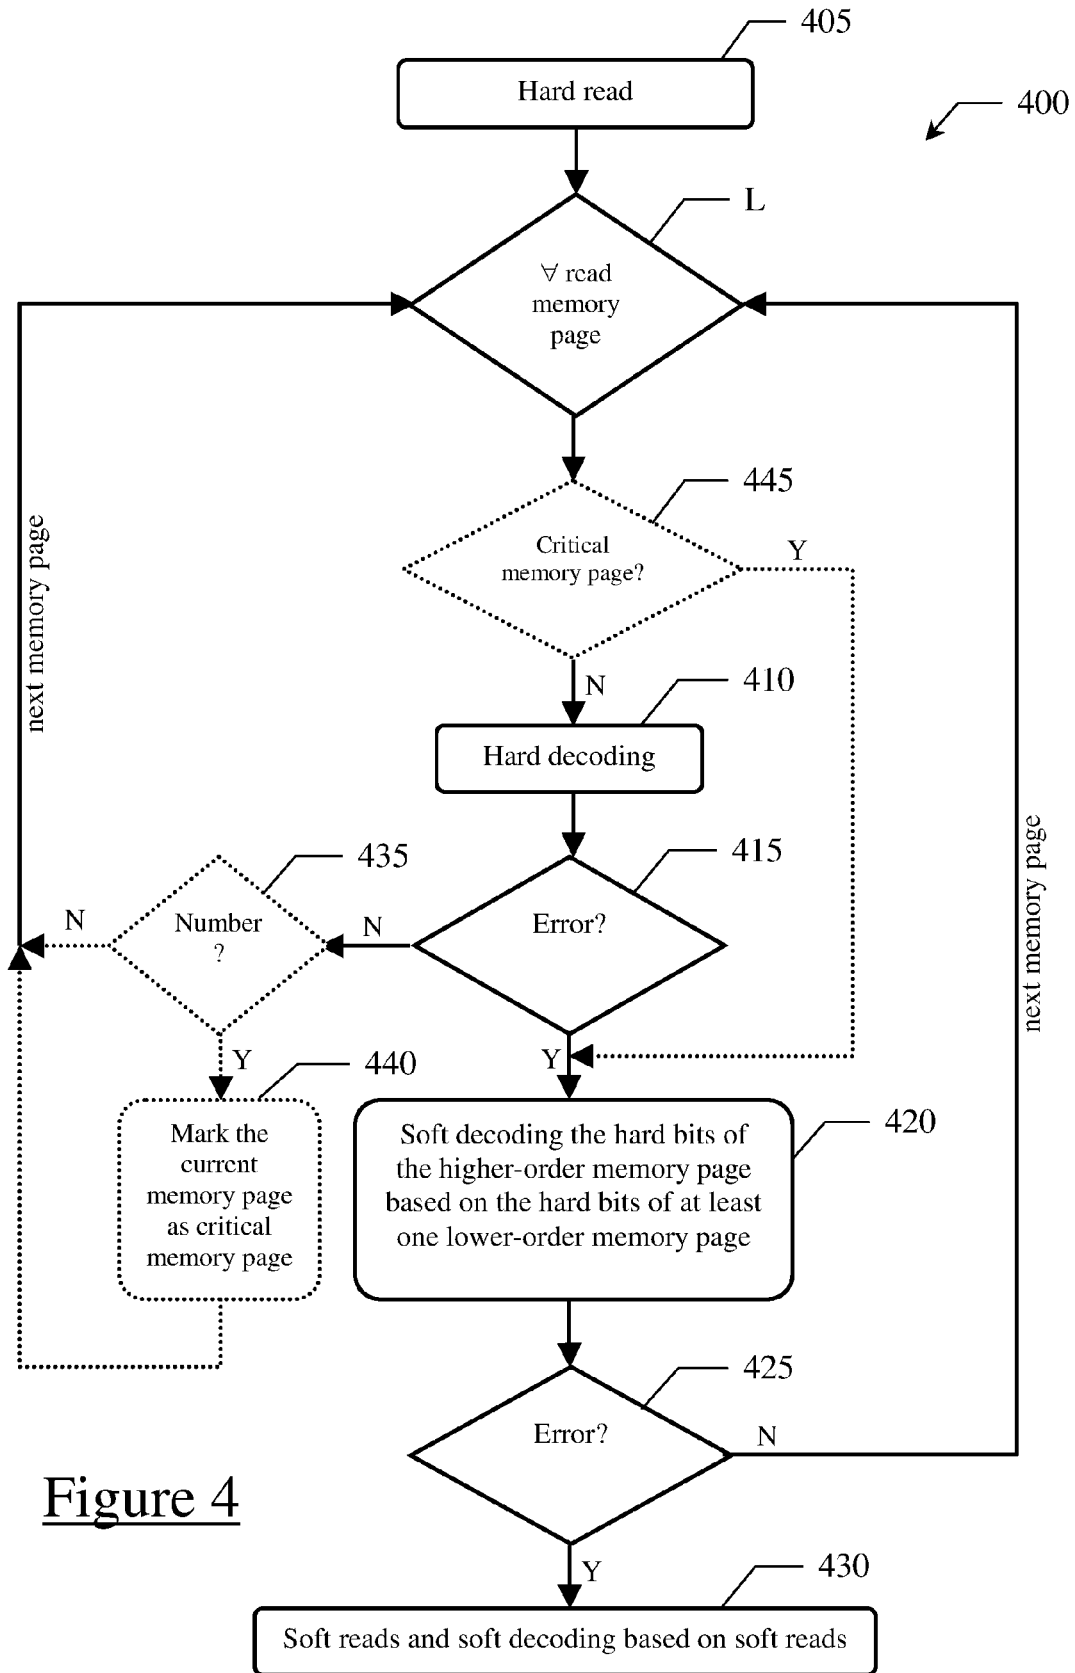 405
Hard read
400
L
∀ read
memory
page
445
Critical
memory page?
Y
N
410
Hard decoding
next memory page
435
415
Number
?
N
N
Error?
next memory page
Y
Y
440
420
Mark the
current
memory page
as critical
memory page
Soft decoding the hard bits of
the higher-order memory page
based on the hard bits of at least
one lower-order memory page
425
Error?
N
Figure 4
Y
430
Soft reads and soft decoding based on soft reads